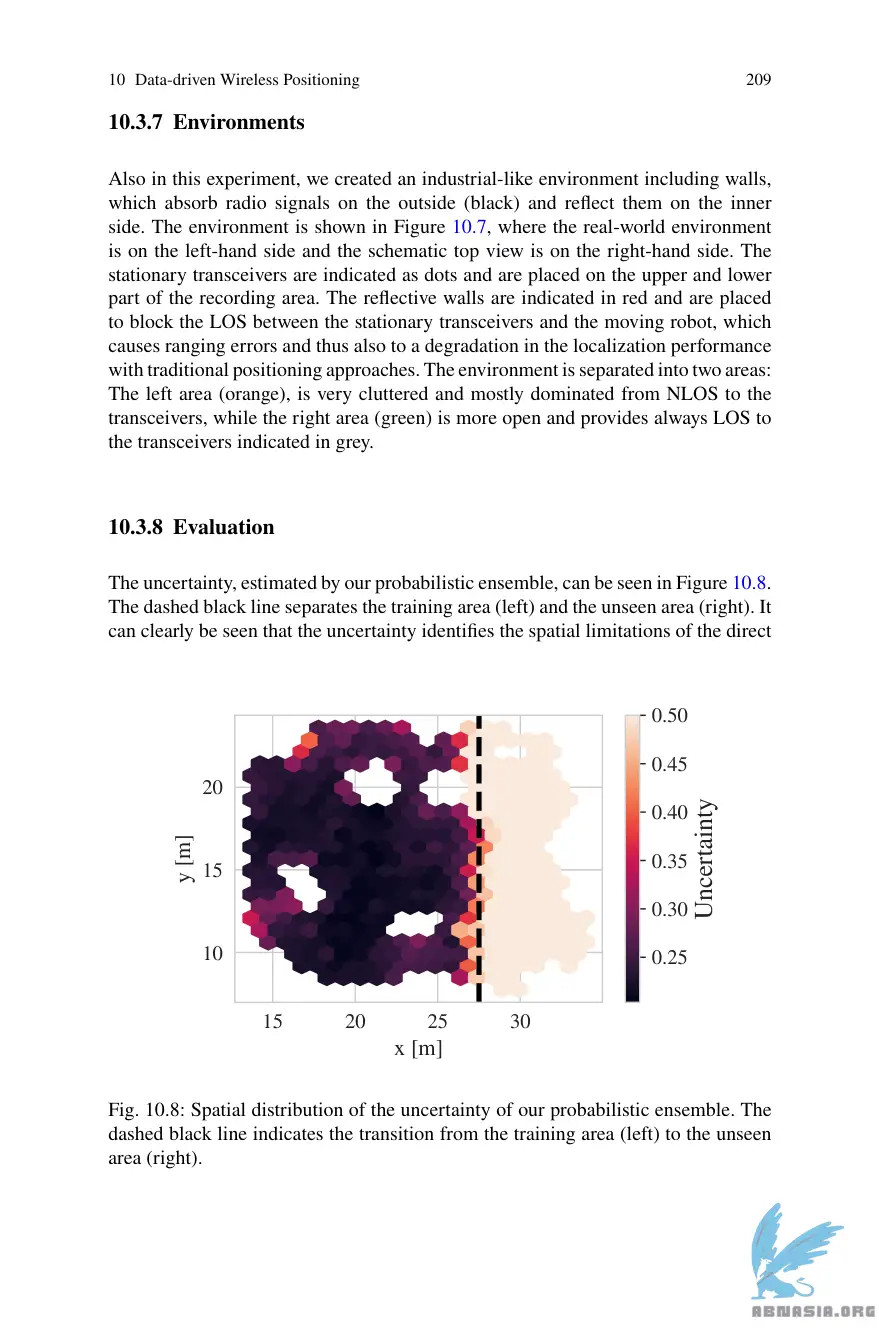 10 Data-driven Wireless Positioning 209
10.3.7 Environments
Also in this experiment, we created an industrial-like environment including walls,
which absorb radio signals on the outside (black) and reflect them on the inner
side. The environment is shown in Figure 10.7, where the real-world environment
is on the left-hand side and the schematic top view is on the right-hand side. The
stationary transceivers are indicated as dots and are placed on the upper and lower
part of the recording area. The reflective walls are indicated in red and are placed
to block the LOS between the stationary transceivers and the moving robot, which
causes ranging errors and thus also to a degradation in the localization performance
with traditional positioning approaches. The environment is separated into two areas:
The left area (orange), is very cluttered and mostly dominated from NLOS to the
transceivers, while the right area (green) is more open and provides always LOS to
the transceivers indicated in grey.
10.3.8 Evaluation
The uncertainty, estimated by our probabilistic ensemble, can be seen in Figure 10.8.
The dashed black line separates the training area (left) and the unseen area (right). It
can clearly be seen that the uncertainty identifies the spatial limitations of the direct
20
15
10
y [m]
15 20 25 30
x [m]
0.50
0.45
0.40
0.35
0.30
0.25
Uncertainty
Fig. 10.8: Spatial distribution of the uncertainty of our probabilistic ensemble. The
dashed black line indicates the transition from the training area (left) to the unseen
area (right).
ABNASIA.ORG